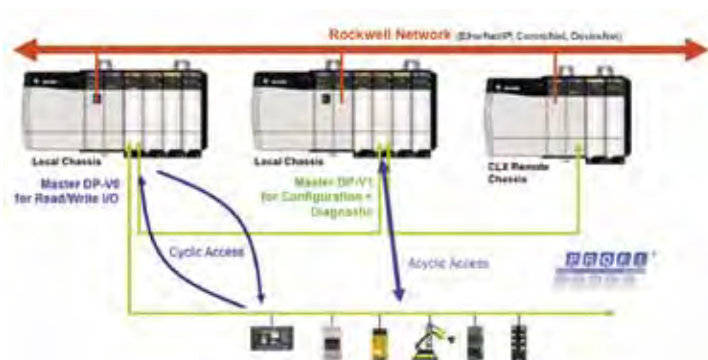 Rockwell Network (EtherNet/IP, ControlNet, DeviceNet)
Local Chassis
Local Chassis
CLX Remote
Chassis
Master DP-V0
for Read/Write I/O
Master DP-V1
for Configuration +
Diagnostic
Cyclic Access
Acyclic Access